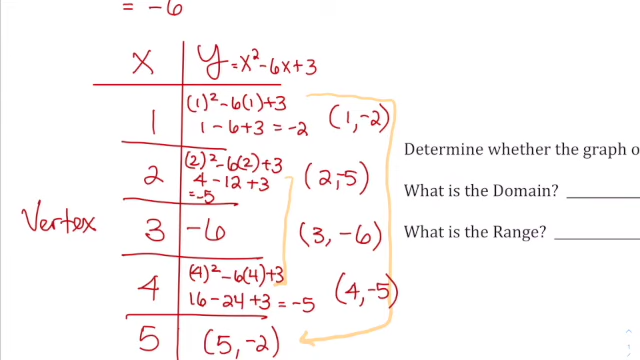 = -6
x y = x² - 6x + 3
1 (1)² - 6(1) + 3
1 - 6 + 3 = -2 (1, -2)
2 (2)² - 6(2) + 3
4 - 12 + 3
= -5 (2, -5)
Vertex 3 -6 (3, -6)
4 (4)² - 6(4) + 3
16 - 24 + 3 = -5 (4, -5)
5 (5, -2)
Determine whether the graph o
What is the Domain?
What is the Range?